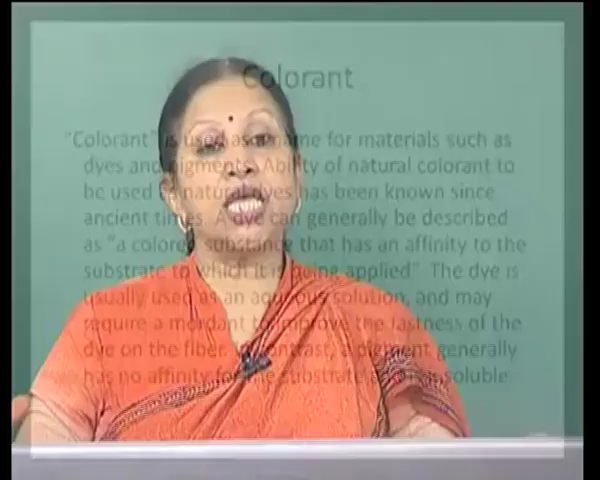 Colorant
"Colorant" is used as a name for materials such as
dyes and pigments. Ability of natural colorant to
be used as natural dyes has been known since
ancient times. A dye can generally be described
as "a colored substance that has an affinity to the
substrate to which it is being applied" The dye is
usually used as an aqueous solution, and may
require a mordant to improve the fastness of the
dye on the fiber. In contrast, a pigment generally
has no affinity for the substrate and is soluble